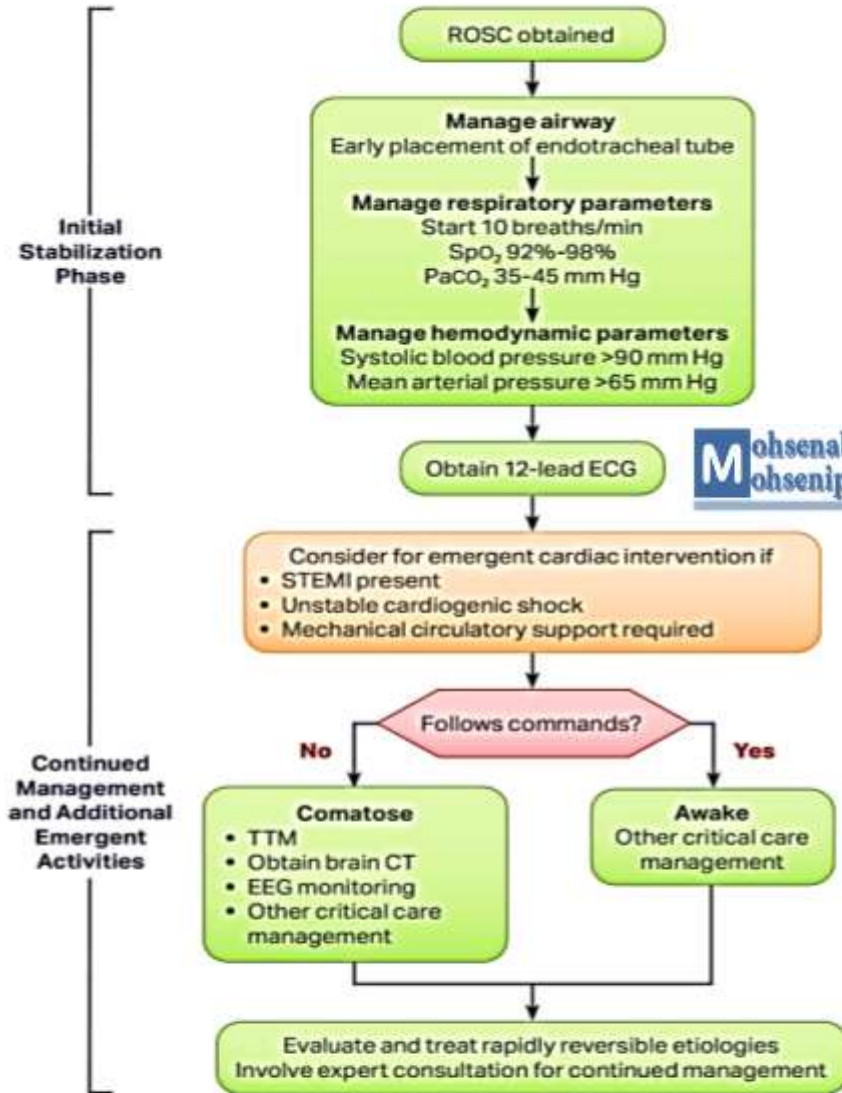 ROSC obtained
Initial
Stabilization
Phase
Manage airway
Early placement of endotracheal tube
Manage respiratory parameters
Start 10 breaths/min
SpO₂ 92%-98%
PaCO₂ 35-45 mm Hg
Manage hemodynamic parameters
Systolic blood pressure >90 mm Hg
Mean arterial pressure >65 mm Hg
Obtain 12-lead ECG
Continued
Management
and Additional
Emergent
Activities
Consider for emergent cardiac intervention if
• STEMI present
• Unstable cardiogenic shock
• Mechanical circulatory support required
Follows commands?
No
Yes
Comatose
• TTM
• Obtain brain CT
• EEG monitoring
• Other critical care
management
Awake
Other critical care
management
Evaluate and treat rapidly reversible etiologies
Involve expert consultation for continued management